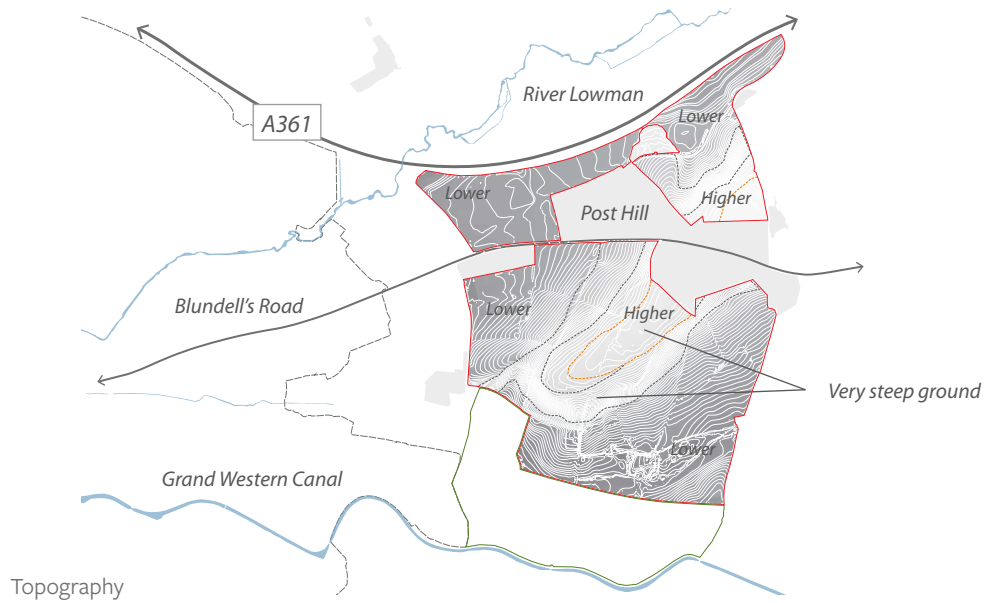 River Lowman
A361
Lower
Lower
Higher
Post Hill
Blundell's Road
Lower
Higher
Very steep ground
Lower
Grand Western Canal
Topography